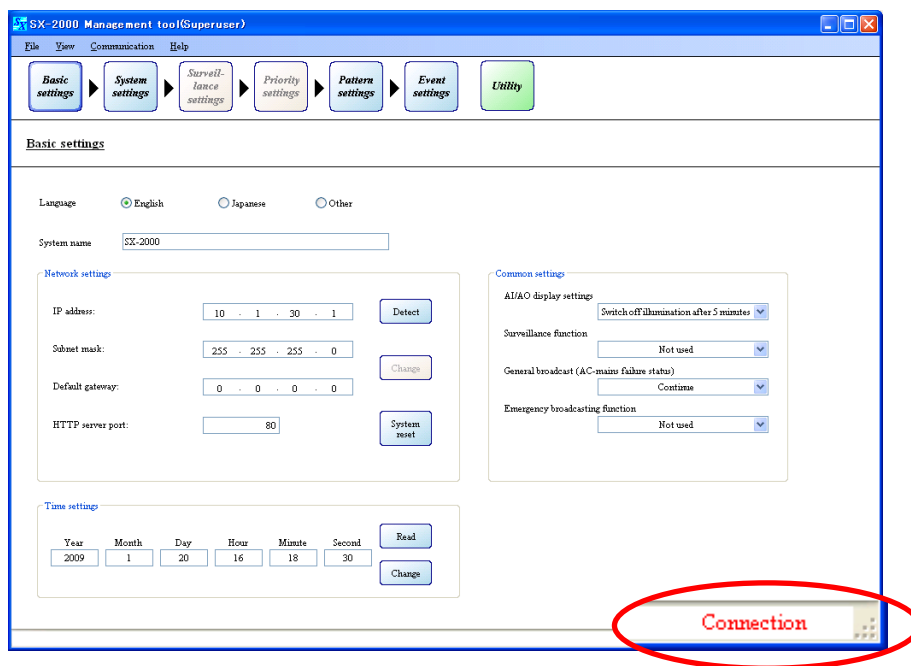 SX-2000 Management tool(Superuser)
File View Communication Help
Basic settings
System settings
Surveil-
lance
settings
Priority settings
Pattern settings
Event settings
Utility
Basic settings
Language English Japanese Other
System name SX-2000
Network settings
IP address: 10 . 1 . 30 . 1 Detect
Subnet mask: 255 . 255 . 255 . 0
Change
Default gateway: 0 . 0 . 0 . 0
HTTP server port: 80 System reset
Common settings
AI/AO display settings
Switch off illumination after 5 minutes
Surveillance function
Not used
General broadcast (AC-mains failure status)
Continue
Emergency broadcasting function
Not used
Time settings
Year Month Day Hour Minute Second
2009 1 20 16 18 30
Read
Change
Connection